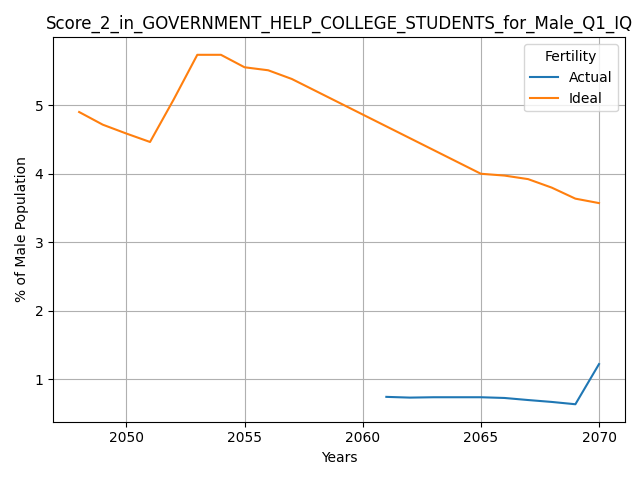 Score_2_in_GOVERNMENT_HELP_COLLEGE_STUDENTS_for_Male_Q1_IQ
Fertility
Actual
Ideal
% of Male Population
5
4
3
2
1
2050 2055 2060 2065 2070
Years